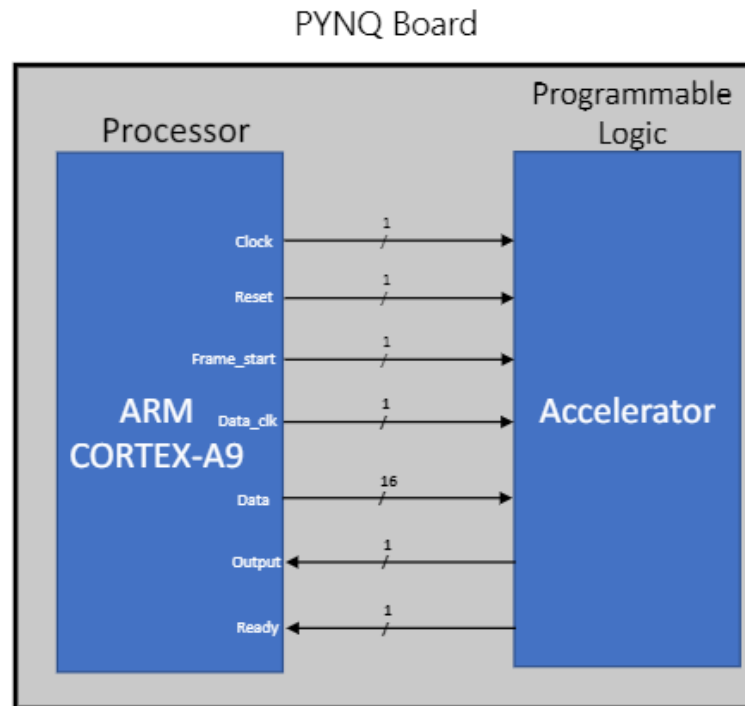 PYNQ Board
Processor
Programmable
Logic
Clock
1
Reset
1
Frame_start
1
ARM
CORTEX-A9
Data_clk
1
Accelerator
Data
16
Output
1
Ready
1